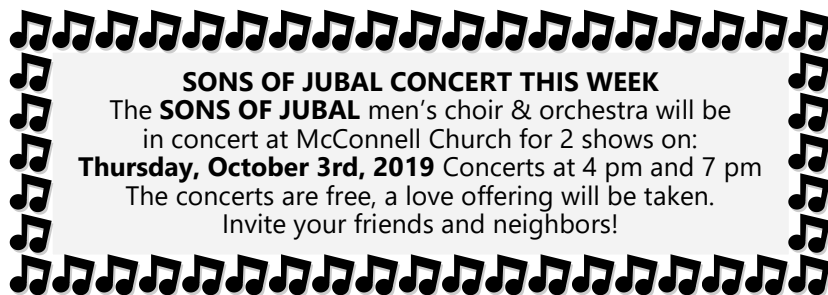 SONS OF JUBAL CONCERT THIS WEEK
The SONS OF JUBAL men’s choir & orchestra will be
in concert at McConnell Church for 2 shows on:
Thursday, October 3rd, 2019 Concerts at 4 pm and 7 pm
The concerts are free, a love offering will be taken.
Invite your friends and neighbors!